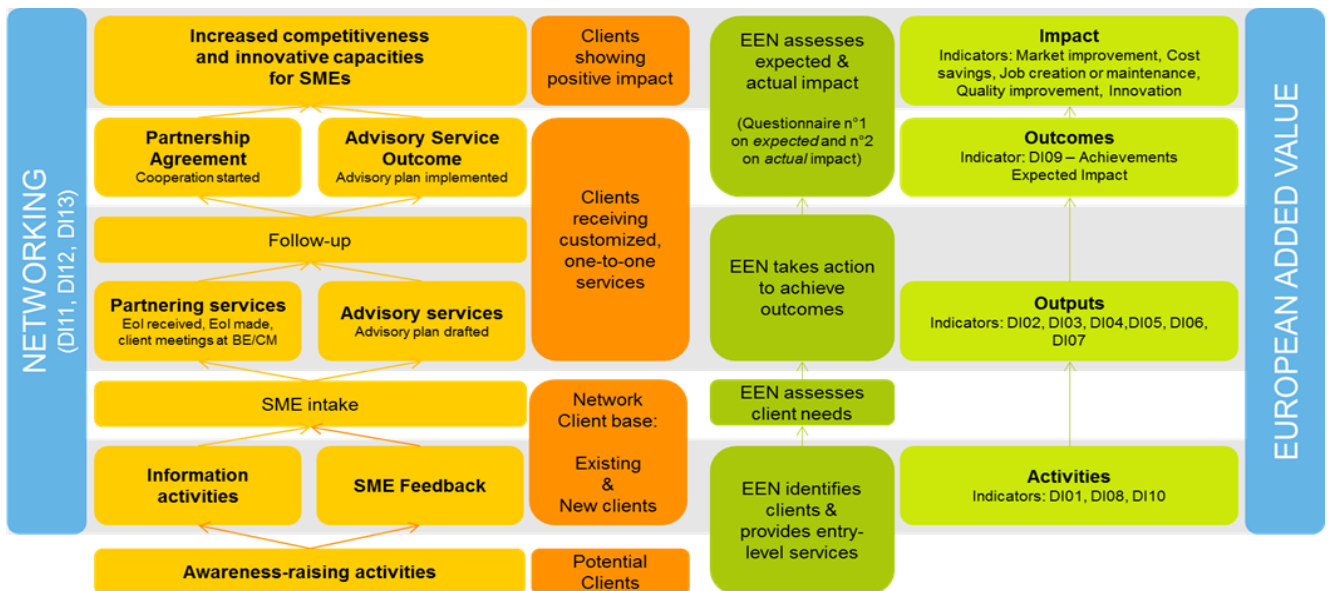 NETWORKING
(DI11, DI12, DI13)
Increased competitiveness
and innovative capacities
for SMEs
Partnership
Agreement
Cooperation started
Advisory Service
Outcome
Advisory plan implemented
Follow-up
Partnering services
EoI received, EoI made,
client meetings at BE/CM
Advisory services
Advisory plan drafted
SME intake
Information
activities
SME Feedback
Awareness-raising activities
Clients
showing
positive impact
Clients
receiving
customized,
one-to-one
services
Network
Client base:
Existing
&
New clients
Potential
Clients
EEN assesses
expected &
actual impact
(Questionnaire n°1
on expected and n°2
on actual impact)
EEN takes action
to achieve
outcomes
EEN assesses
client needs
EEN identifies
clients &
provides entry-
level services
Impact
Indicators: Market improvement, Cost
savings, Job creation or maintenance,
Quality improvement, Innovation
Outcomes
Indicator: DI09 – Achievements
Expected Impact
Outputs
Indicators: DI02, DI03, DI04,DI05, DI06,
DI07
Activities
Indicators: DI01, DI08, DI10
EUROPEAN ADDED VALUE